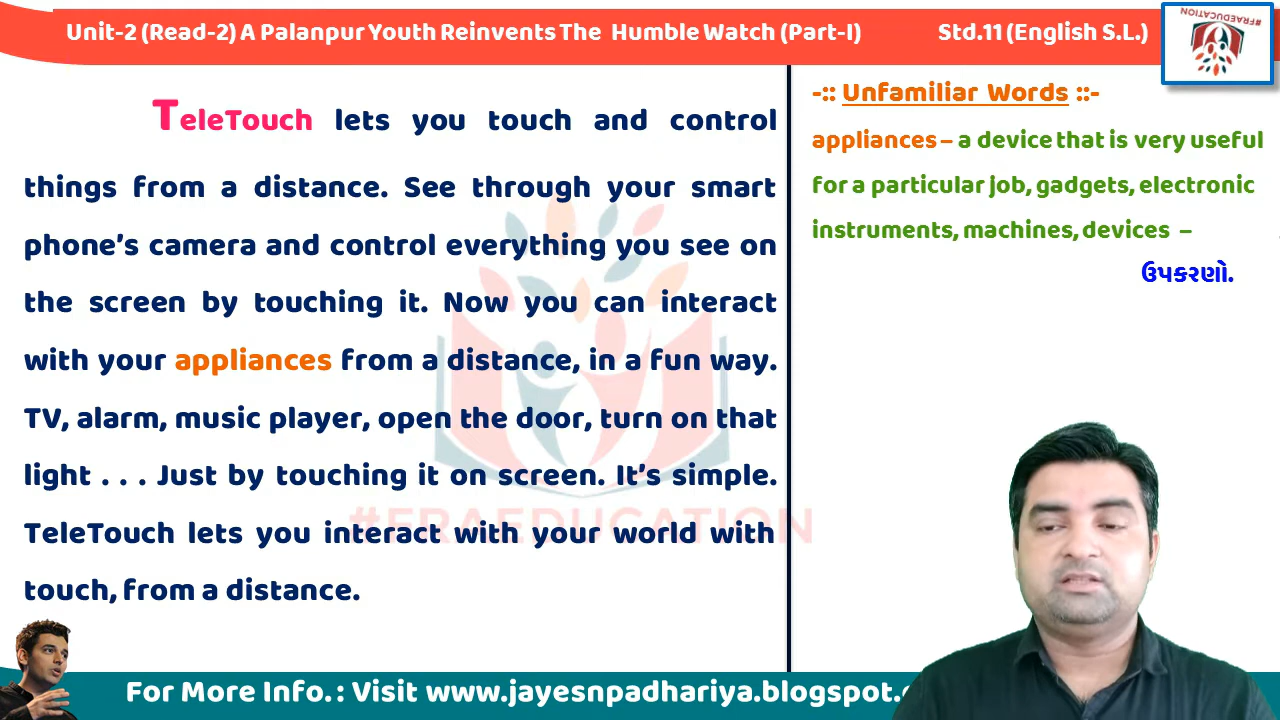 Unit-2 (Read-2) A Palanpur Youth Reinvents The Humble Watch (Part-I) Std.11 (English S.L.)
#FRAEDUCATION
TeleTouch lets you touch and control
things from a distance. See through your smart
phone's camera and control everything you see on
the screen by touching it. Now you can interact
with your appliances from a distance, in a fun way.
TV, alarm, music player, open the door, turn on that
light . . . Just by touching it on screen. It's simple.
TeleTouch lets you interact with your world with
touch, from a distance.
#FRAEDUCATION
-:: Unfamiliar Words ::-
appliances – a device that is very useful
for a particular job, gadgets, electronic
instruments, machines, devices –
ઉપકરણો.
For More Info. : Visit www.jayesnpadhariya.blogspot.